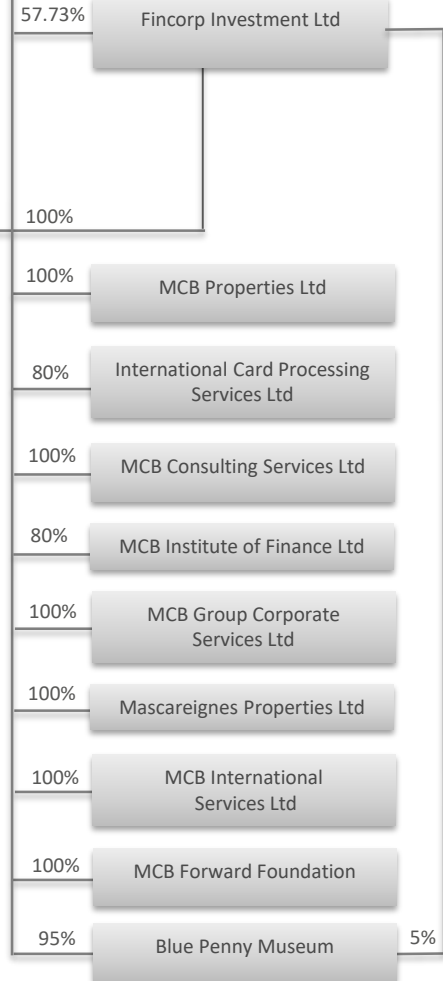 57.73%
Fincorp Investment Ltd
100%
100%
MCB Properties Ltd
80%
International Card Processing
Services Ltd
100%
MCB Consulting Services Ltd
80%
MCB Institute of Finance Ltd
100%
MCB Group Corporate
Services Ltd
100%
Mascareignes Properties Ltd
100%
MCB International
Services Ltd
100%
MCB Forward Foundation
95%
Blue Penny Museum
5%